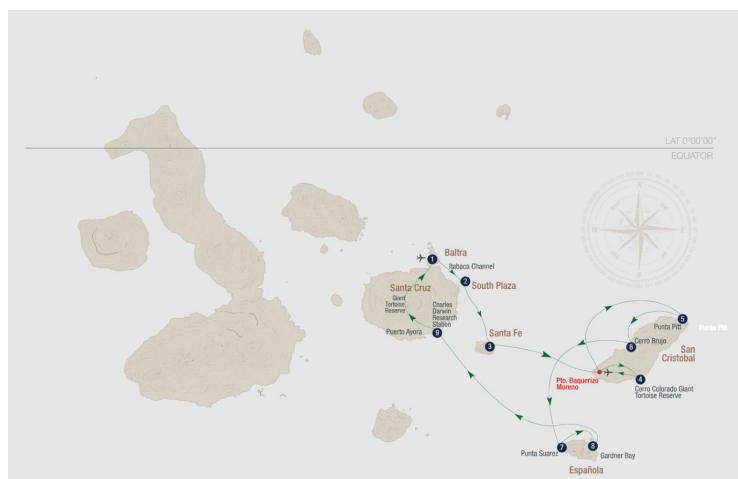 LAT 0°00'00"
EQUATOR
N
Baltra
1
Itabaca Channel
2
South Plaza
Santa Cruz
Giant
Tortoise
Reserve
Charles
Darwin
Research
Station
Puerto Ayora
9
Santa Fe
3
5
Punta Pitt
Punta Pitt
6
Cerro Brujo
San
Cristobal
Pto. Baquerizo
Moreno
4
Cerro Colorado Giant
Tortoise Reserve
7
8
Punta Suarez
Gardner Bay
Española